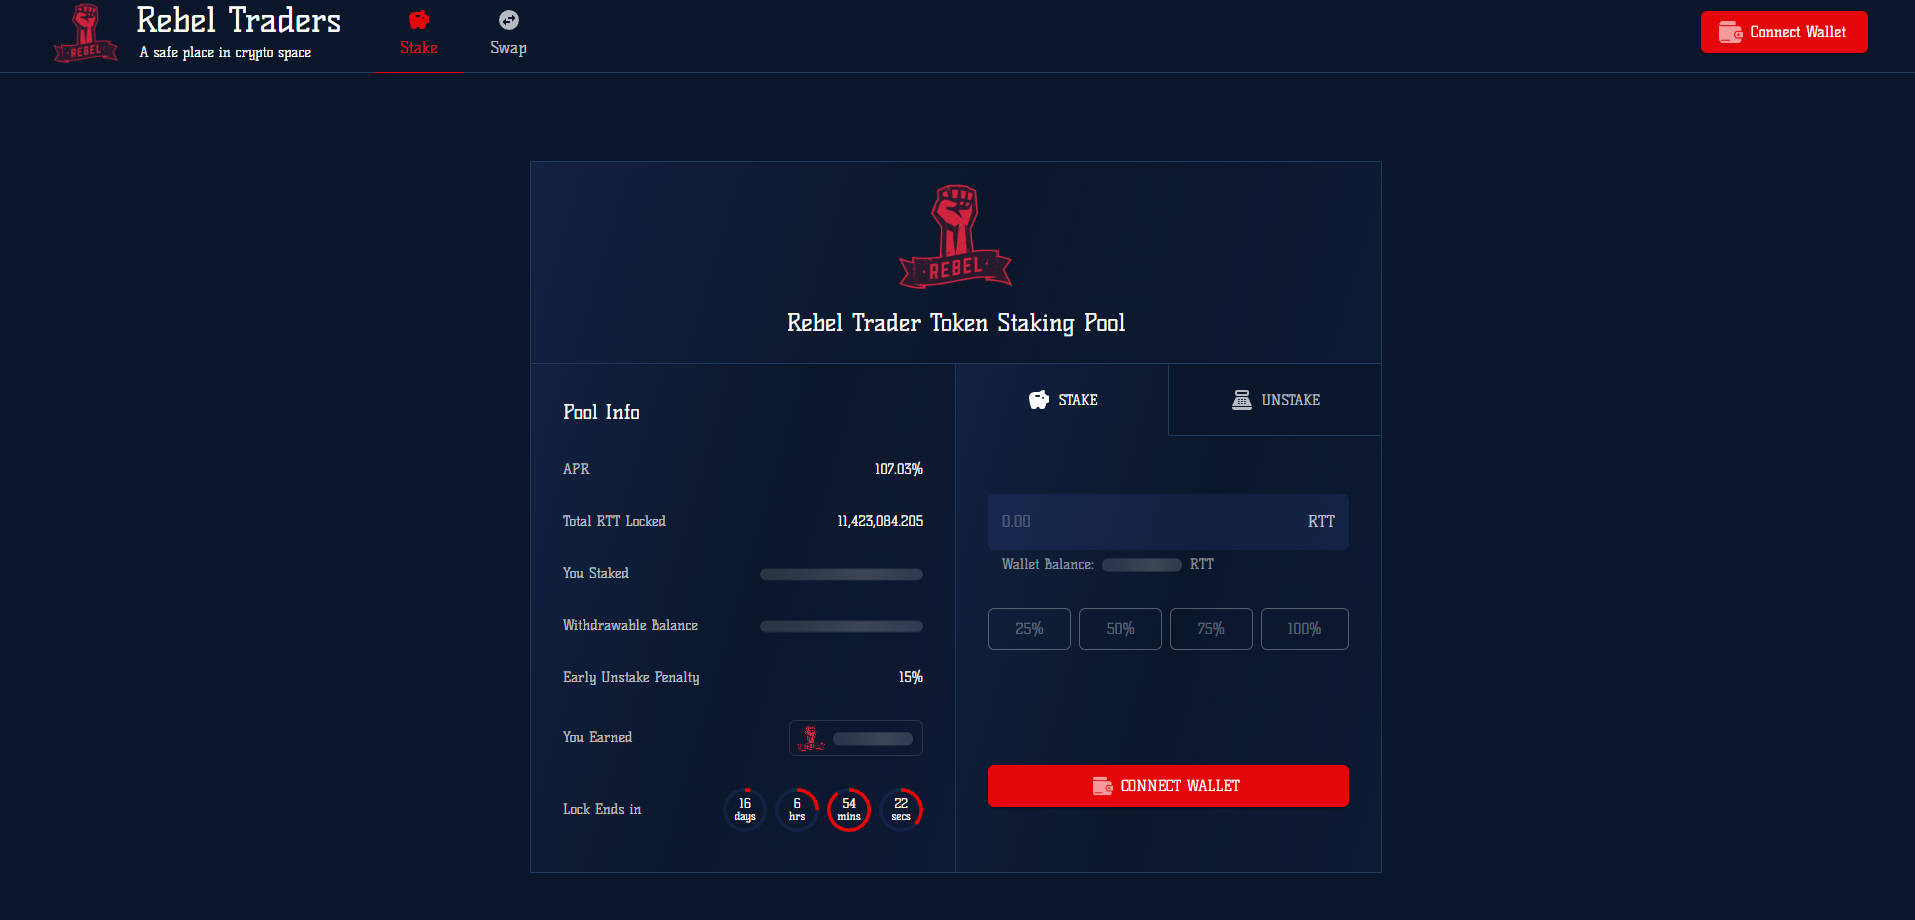 Rebel Traders
A safe place in crypto space
REBEL
Stake
Swap
Connect Wallet
REBEL
Rebel Trader Token Staking Pool
Pool Info
APR 107.03%
Total RTT Locked 11,423,084.205
You Staked
Withdrawable Balance
Early Unstake Penalty 15%
You Earned
Lock Ends in
16 days
6 hrs
54 mins
22 secs
STAKE
UNSTAKE
0.00 RTT
Wallet Balance: RTT
25% 50% 75% 100%
CONNECT WALLET